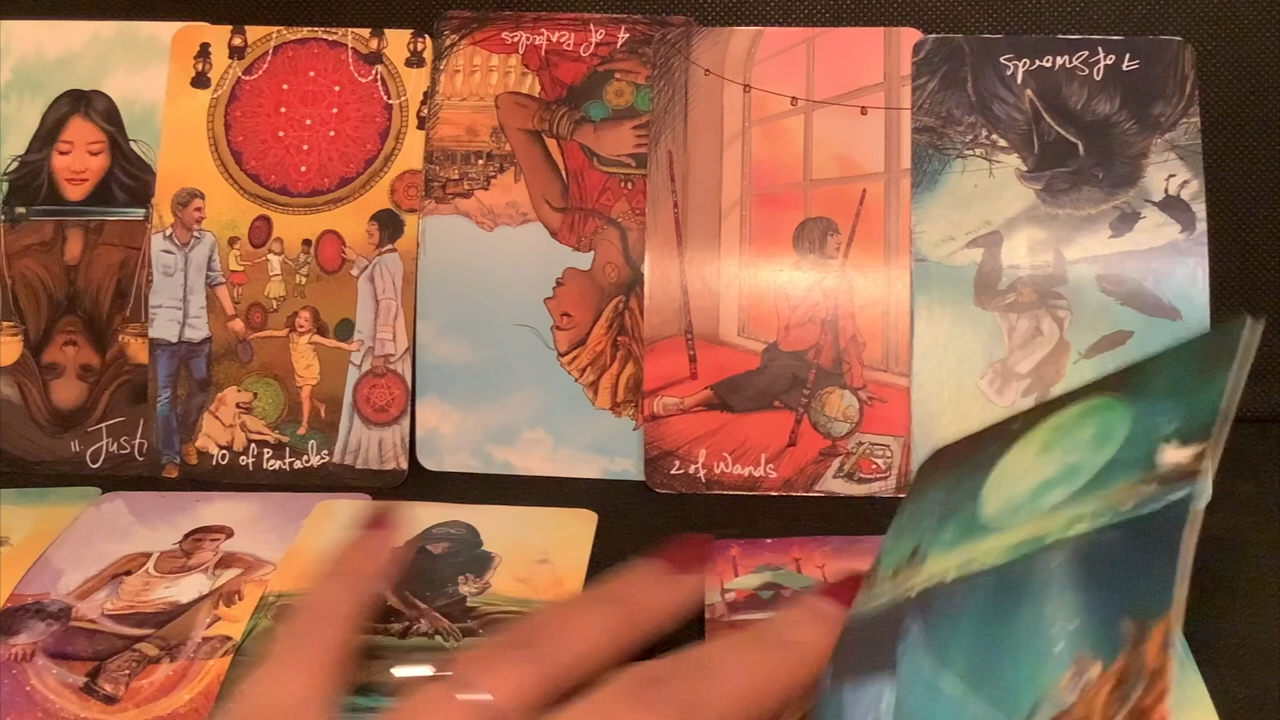 4 of Pentacles
7 of Swords
11. Just
10 of Pentacles
2 of Wands